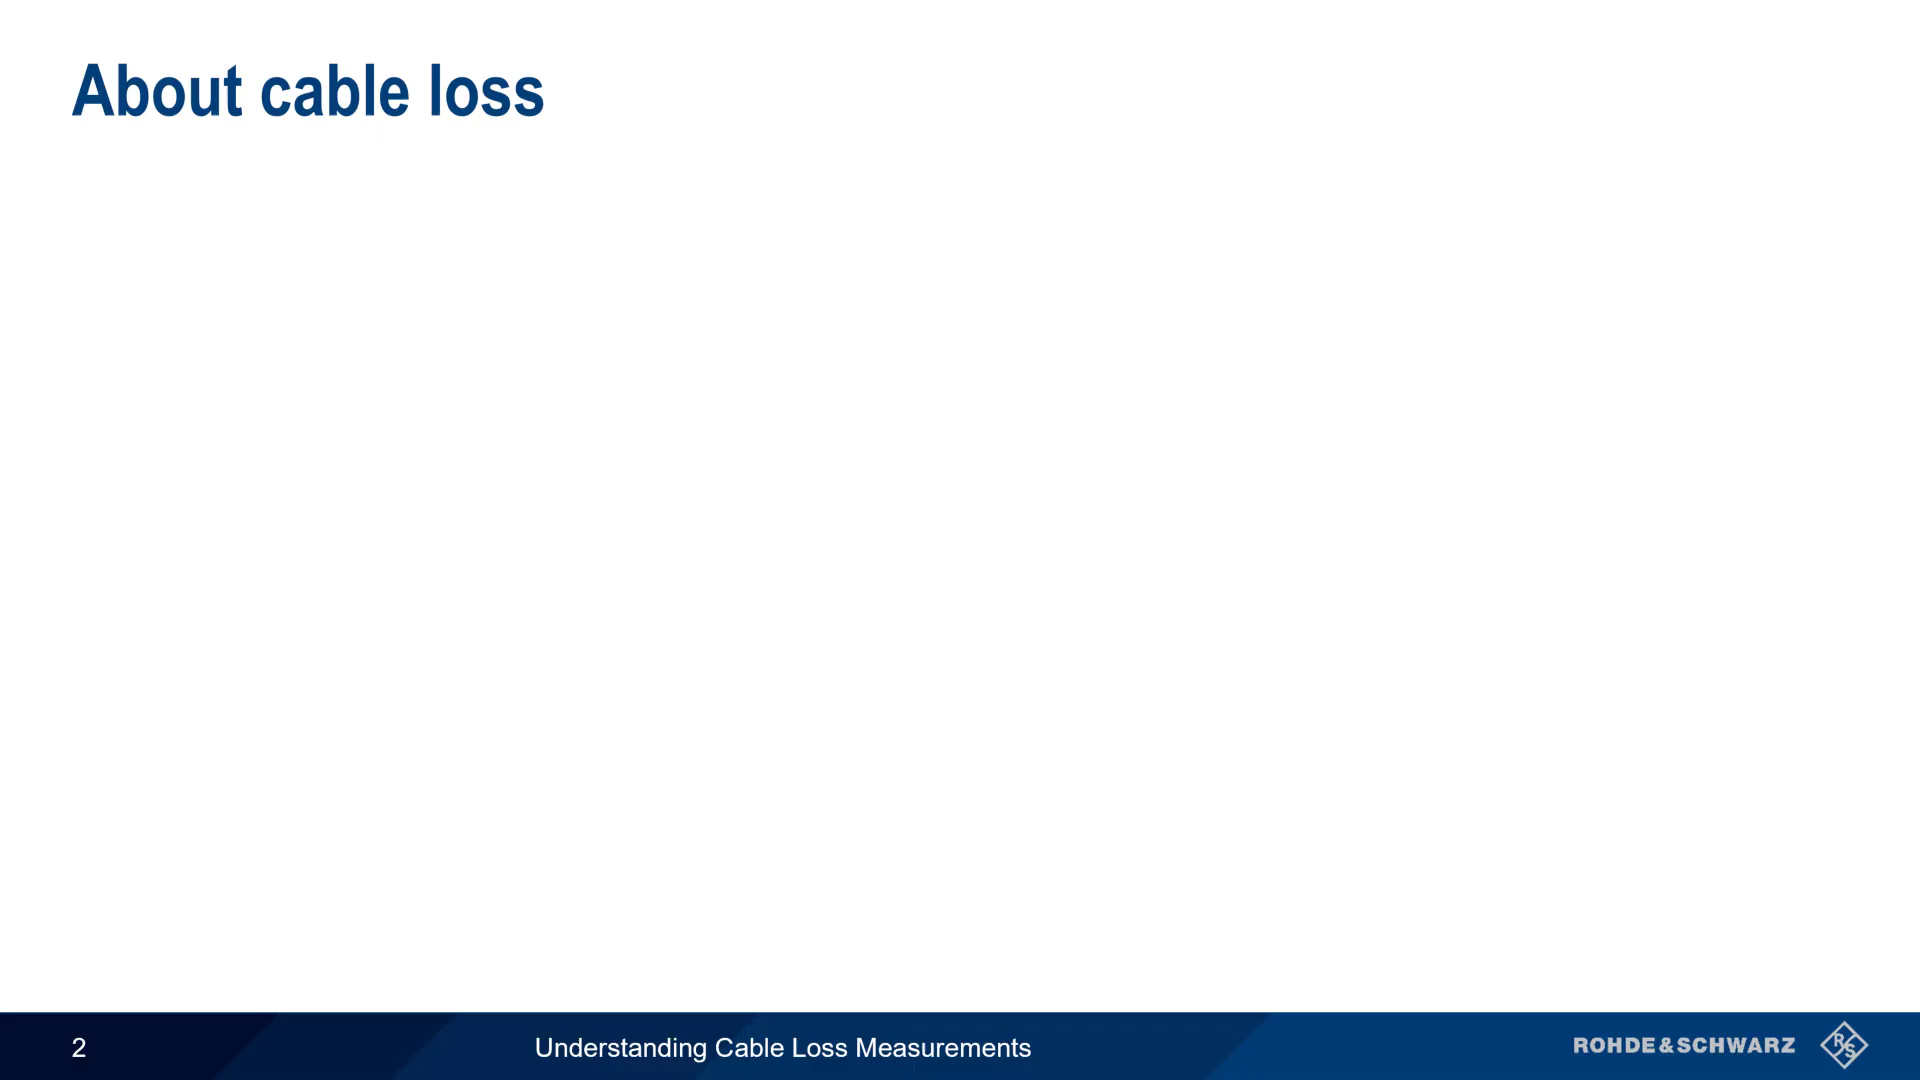 About cable loss
2
Understanding Cable Loss Measurements
ROHDE&SCHWARZ
R
S